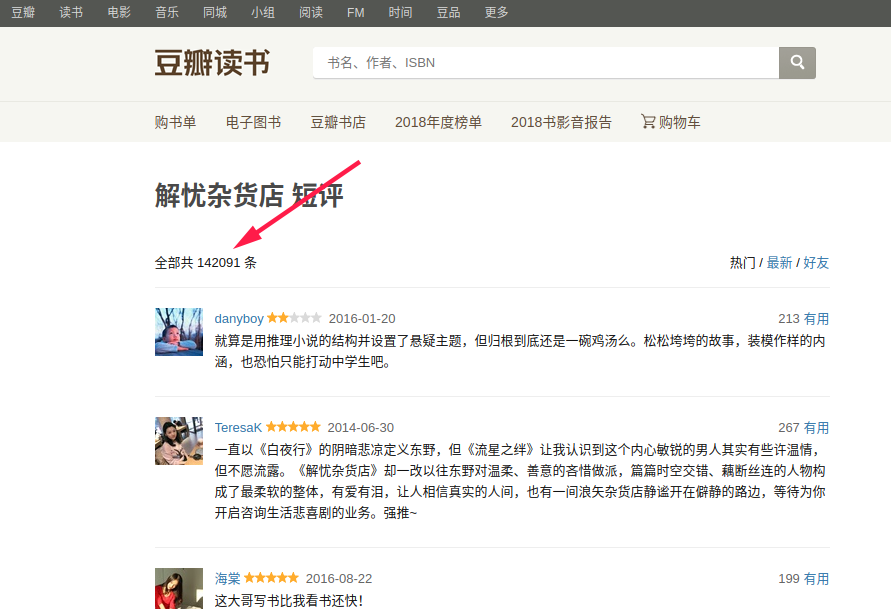 豆瓣 读书 电影 音乐 同城 小组 阅读 FM 时间 豆品 更多
豆瓣读书 书名、作者、ISBN
购书单 电子图书 豆瓣书店 2018年度榜单 2018书影音报告 购物车
解忧杂货店 短评
全部共 142091 条 热门 / 最新 / 好友
danyboy 2016-01-20 213 有用
就算是用推理小说的结构并设置了悬疑主题，但归根到底还是一碗鸡汤么。松松垮垮的故事，装模作样的内
涵，也恐怕只能打动中学生吧。
TeresaK 2014-06-30 267 有用
一直以《白夜行》的阴暗悲凉定义东野，但《流星之绊》让我认识到这个内心敏锐的男人其实有些许温情，
但不愿流露。《解忧杂货店》却一改以往东野对温柔、善意的吝惜做派，篇篇时空交错、藕断丝连的人物构
成了最柔软的整体，有爱有泪，让人相信真实的人间，也有一间浪矢杂货店静谧开在僻静的路边，等待为你
开启咨询生活悲喜剧的业务。强推~
海棠 2016-08-22 199 有用
这大哥写书比我看书还快！